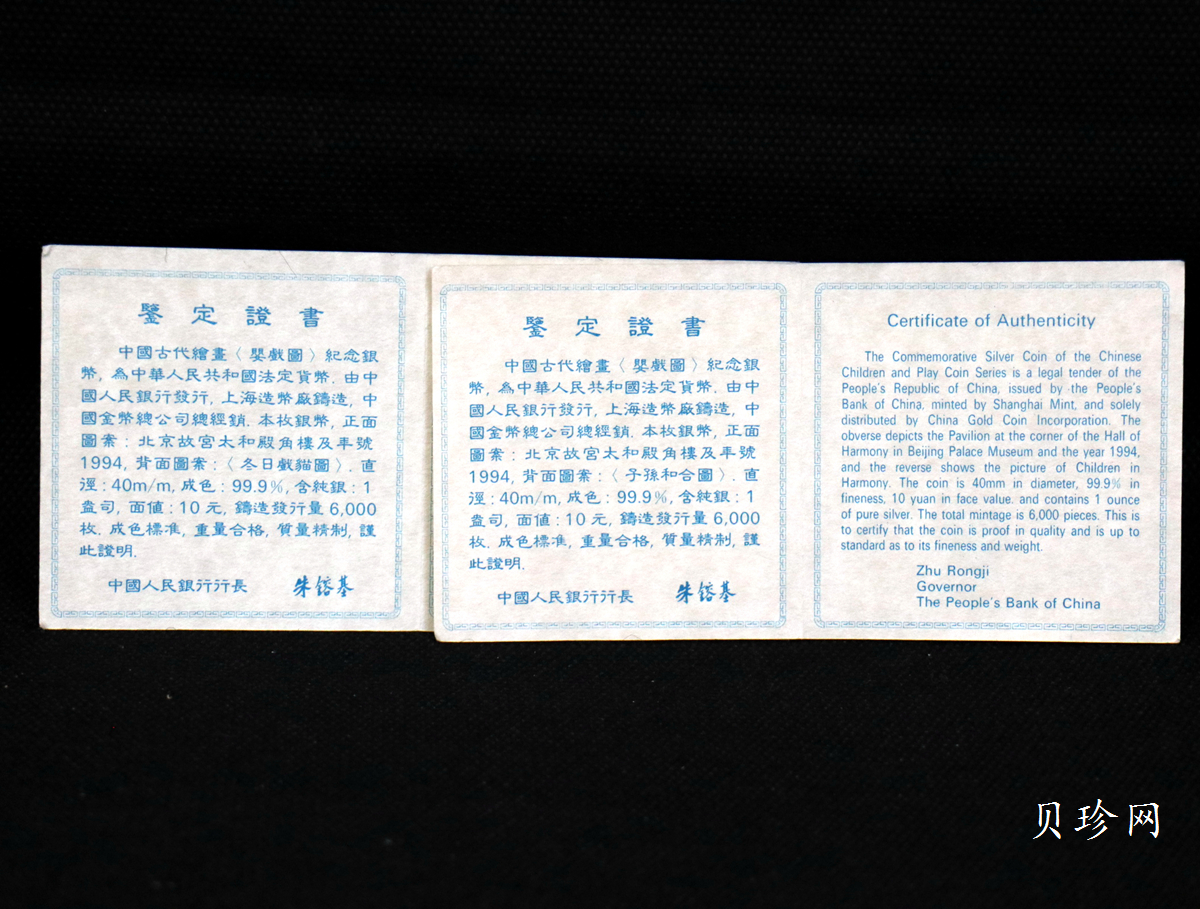 鑒定證書
中國古代繪畫〈嬰戲圖〉紀念銀
幣, 為中華人民共和國法定貨幣. 由中
國人民銀行發行, 上海造幣廠鑄造, 中
國金幣總公司總經銷. 本枚銀幣, 正面
圖案: 北京故宮太和殿角樓及年號
1994, 背面圖案:〈冬日戲貓圖〉. 直
徑: 40m/m, 成色: 99.9%, 含純銀: 1
盎司, 面值: 10 元, 鑄造發行量 6,000
枚. 成色標准, 重量合格, 質量精制, 謹
此證明.
中國人民銀行行長 朱鎔基
鑒定證書
中國古代繪畫〈嬰戲圖〉紀念銀
幣, 為中華人民共和國法定貨幣. 由中
國人民銀行發行, 上海造幣廠鑄造, 中
國金幣總公司總經銷. 本枚銀幣, 正面
圖案: 北京故宮太和殿角樓及年號
1994, 背面圖案:〈子孫和合圖〉. 直
徑: 40m/m, 成色: 99.9%, 含純銀: 1
盎司, 面值: 10 元, 鑄造發行量 6,000
枚. 成色標准, 重量合格, 質量精制, 謹
此證明.
中國人民銀行行長 朱鎔基
Certificate of Authenticity
The Commemorative Silver Coin of the Chinese
Children and Play Coin Series is a legal tender of the
People's Republic of China, issued by the People's
Bank of China, minted by Shanghai Mint, and solely
distributed by China Gold Coin Incorporation. The
obverse depicts the Pavilion at the corner of the Hall of
Harmony in Beijing Palace Museum and the year 1994,
and the reverse shows the picture of Children in
Harmony. The coin is 40mm in diameter, 99.9% in
fineness, 10 yuan in face value, and contains 1 ounce
of pure silver. The total mintage is 6,000 pieces. This is
to certify that the coin is proof in quality and is up to
standard as to its fineness and weight.
Zhu Rongji
Governor
The People's Bank of China
贝珍网